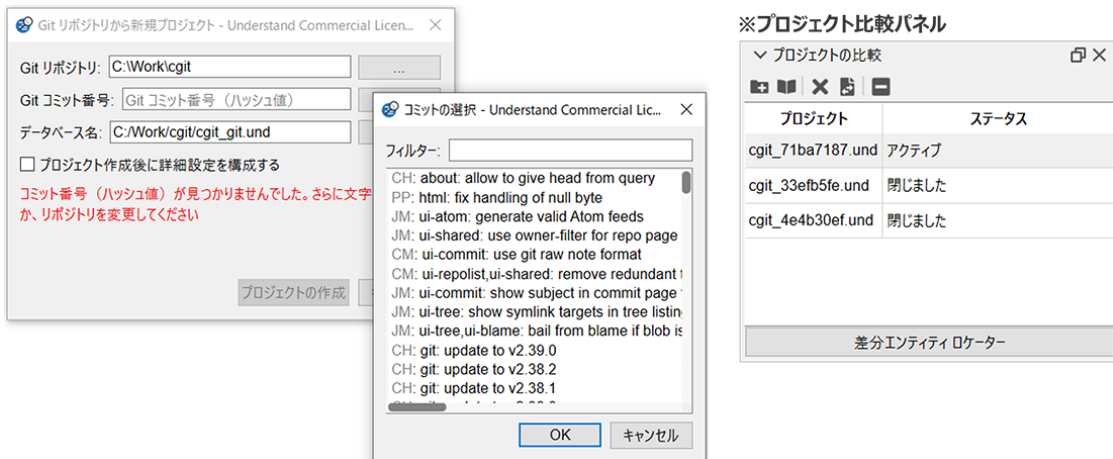 Git リポジトリから新規プロジェクト - Understand Commercial Licen...
Git リポジトリ: C:\Work\cgit
...
Git コミット番号: Git コミット番号（ハッシュ値）
データベース名: C:/Work/cgit/cgit_git.und
プロジェクト作成後に詳細設定を構成する
コミット番号（ハッシュ値）が見つかりませんでした。さらに文字
か、リポジトリを変更してください
プロジェクトの作成
コミットの選択 - Understand Commercial Lic...
フィルター:
CH: about: allow to give head from query
PP: html: fix handling of null byte
JM: ui-atom: generate valid Atom feeds
JM: ui-shared: use owner-filter for repo page
CM: ui-commit: use git raw note format
CM: ui-repolist,ui-shared: remove redundant
JM: ui-commit: show subject in commit page
JM: ui-tree: show symlink targets in tree listin
JM: ui-tree,ui-blame: bail from blame if blob is
CH: git: update to v2.39.0
CH: git: update to v2.38.2
CH: git: update to v2.38.1
OK
キャンセル
※プロジェクト比較パネル
プロジェクトの比較
プロジェクト ステータス
cgit_71ba7187.und アクティブ
cgit_33efb5fe.und 閉じました
cgit_4e4b30ef.und 閉じました
差分エンティティ ロケーター